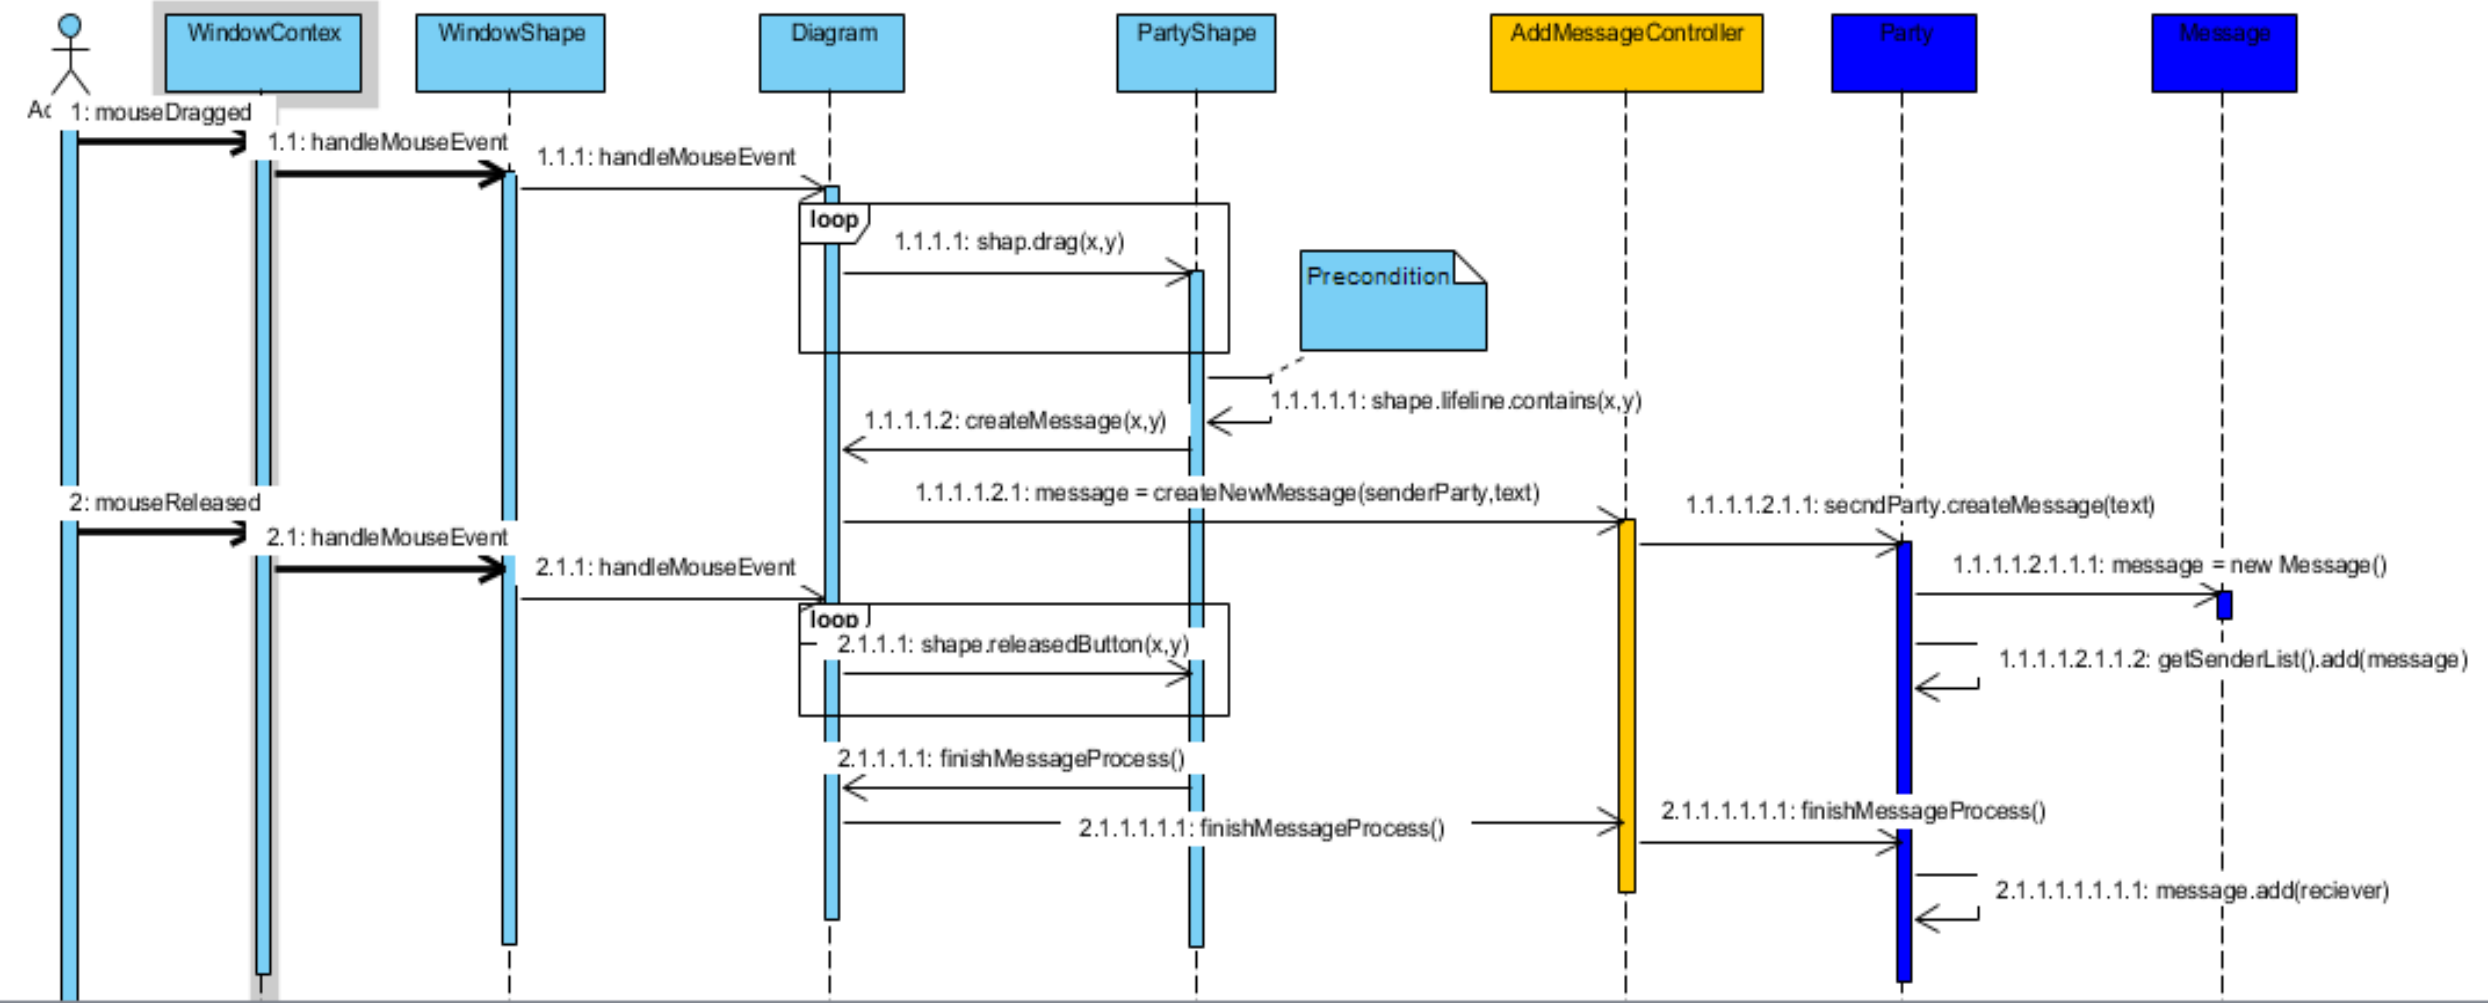 WindowContex
WindowShape
Diagram
PartyShape
AddMessageController
Party
Message
Ac
1: mouseDragged
1.1: handleMouseEvent
1.1.1: handleMouseEvent
loop
1.1.1.1: shap.drag(x,y)
Precondition
1.1.1.1.1: shape.lifeline.contains(x,y)
1.1.1.1.2: createMessage(x,y)
1.1.1.1.2.1: message = createNewMessage(senderParty,text)
1.1.1.1.2.1.1: secndParty.createMessage(text)
2: mouseReleased
2.1: handleMouseEvent
2.1.1: handleMouseEvent
1.1.1.1.2.1.1.1: message = new Message()
loop
2.1.1.1: shape.releasedButton(x,y)
1.1.1.1.2.1.1.2: getSenderList().add(message)
2.1.1.1.1: finishMessageProcess()
2.1.1.1.1.1: finishMessageProcess()
2.1.1.1.1.1.1: finishMessageProcess()
2.1.1.1.1.1.1.1: message.add(reciever)